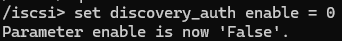 /iscsi> set discovery_auth enable = 0
Parameter enable is now 'False'.